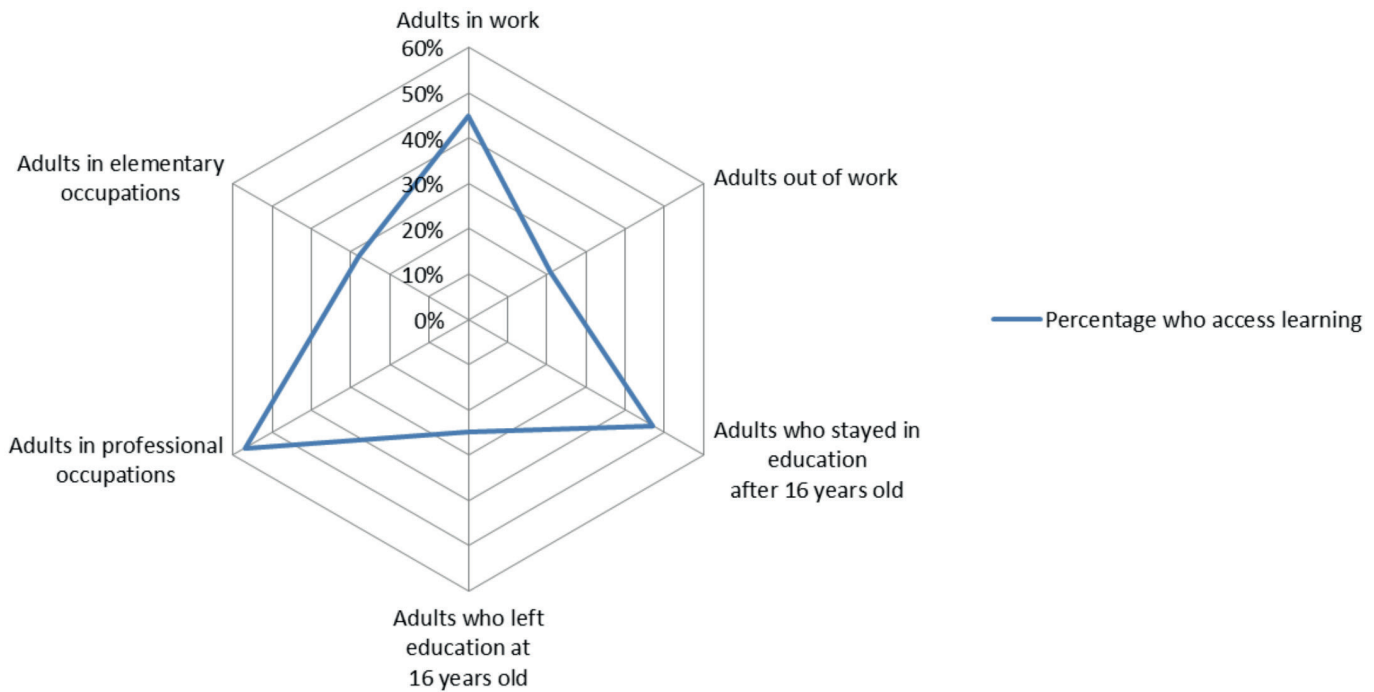 Adults in work
60%
50%
40%
30%
20%
10%
0%
Adults in elementary
occupations
Adults out of work
Adults in professional
occupations
Adults who stayed in
education
after 16 years old
Adults who left
education at
16 years old
Percentage who access learning